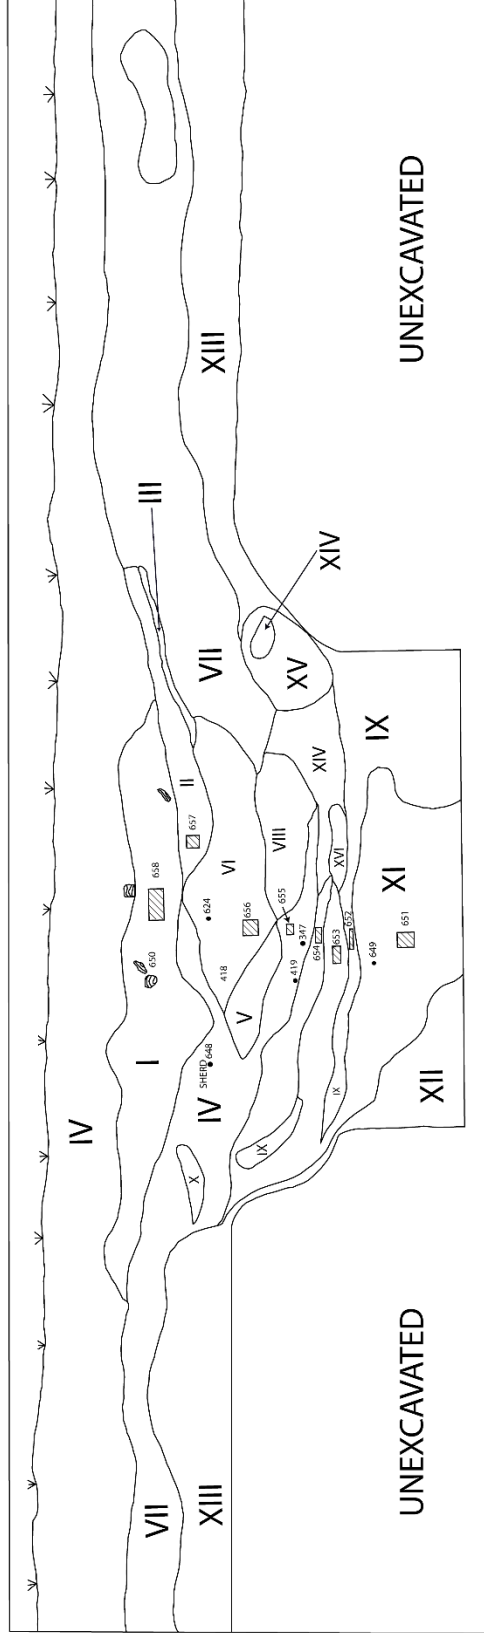 UNEXCAVATED
XIII
III
XIV
VII
XV
IX
II
XIV
657
VI
VIII
XVI
658
624
656
655
XI
347
654
653
652
651
650
418
419
649
V
I
SHERD 648
IV
IV
IX
IX
XII
X
VII
XIII
UNEXCAVATED